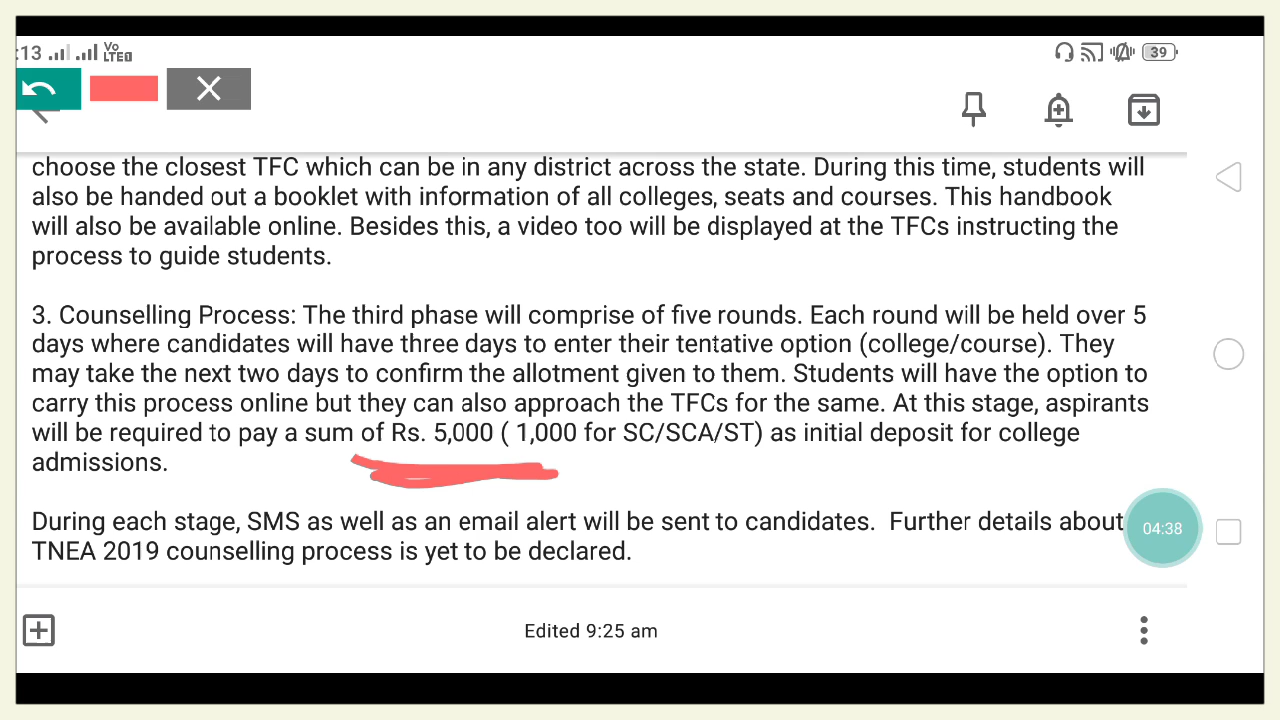 :13 Vo LTE 39
choose the closest TFC which can be in any district across the state. During this time, students will
also be handed out a booklet with information of all colleges, seats and courses. This handbook
will also be available online. Besides this, a video too will be displayed at the TFCs instructing the
process to guide students.
3. Counselling Process: The third phase will comprise of five rounds. Each round will be held over 5
days where candidates will have three days to enter their tentative option (college/course). They
may take the next two days to confirm the allotment given to them. Students will have the option to
carry this process online but they can also approach the TFCs for the same. At this stage, aspirants
will be required to pay a sum of Rs. 5,000 ( 1,000 for SC/SCA/ST) as initial deposit for college
admissions.
During each stage, SMS as well as an email alert will be sent to candidates.  Further details about
TNEA 2019 counselling process is yet to be declared.
04:38
Edited 9:25 am